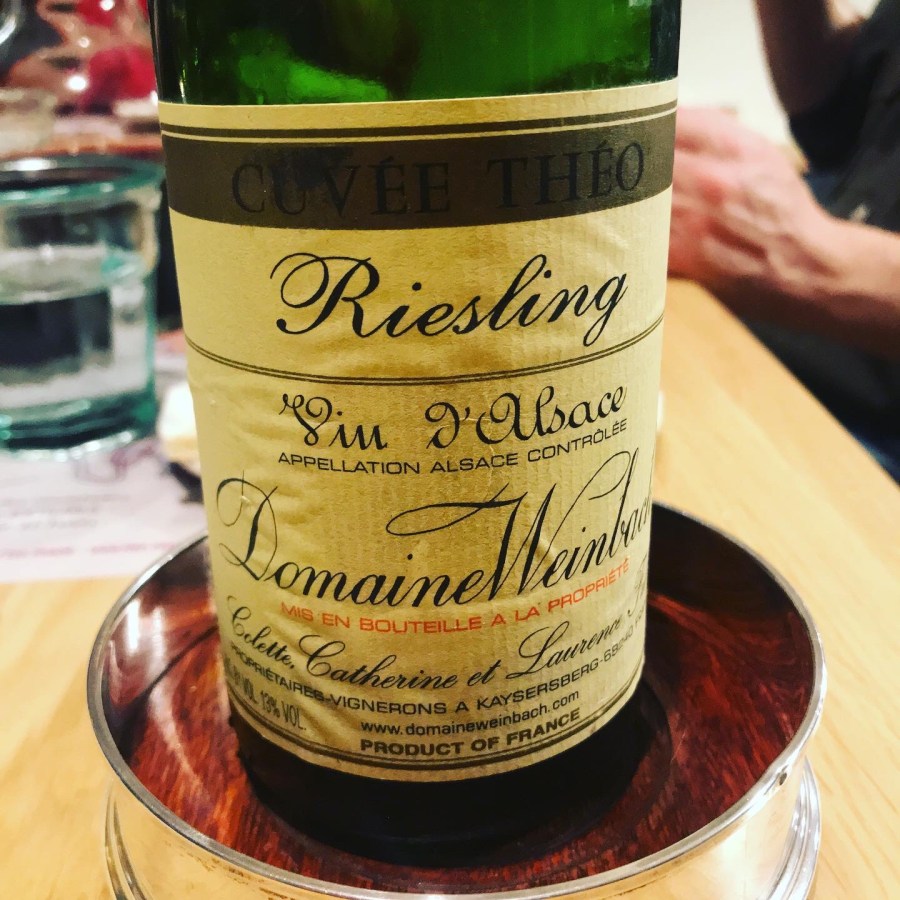 CUVÉE THÉO
Riesling
Vin d'Alsace
APPELLATION ALSACE CONTRÔLÉE
Domaine Weinbach
MIS EN BOUTEILLE A LA PROPRIÉTÉ
Colette, Catherine et Laurence
PROPRIÉTAIRES-VIGNERONS A KAYSERSBERG-68240
13% VOL.
www.domaineweinbach.com
PRODUCT OF FRANCE